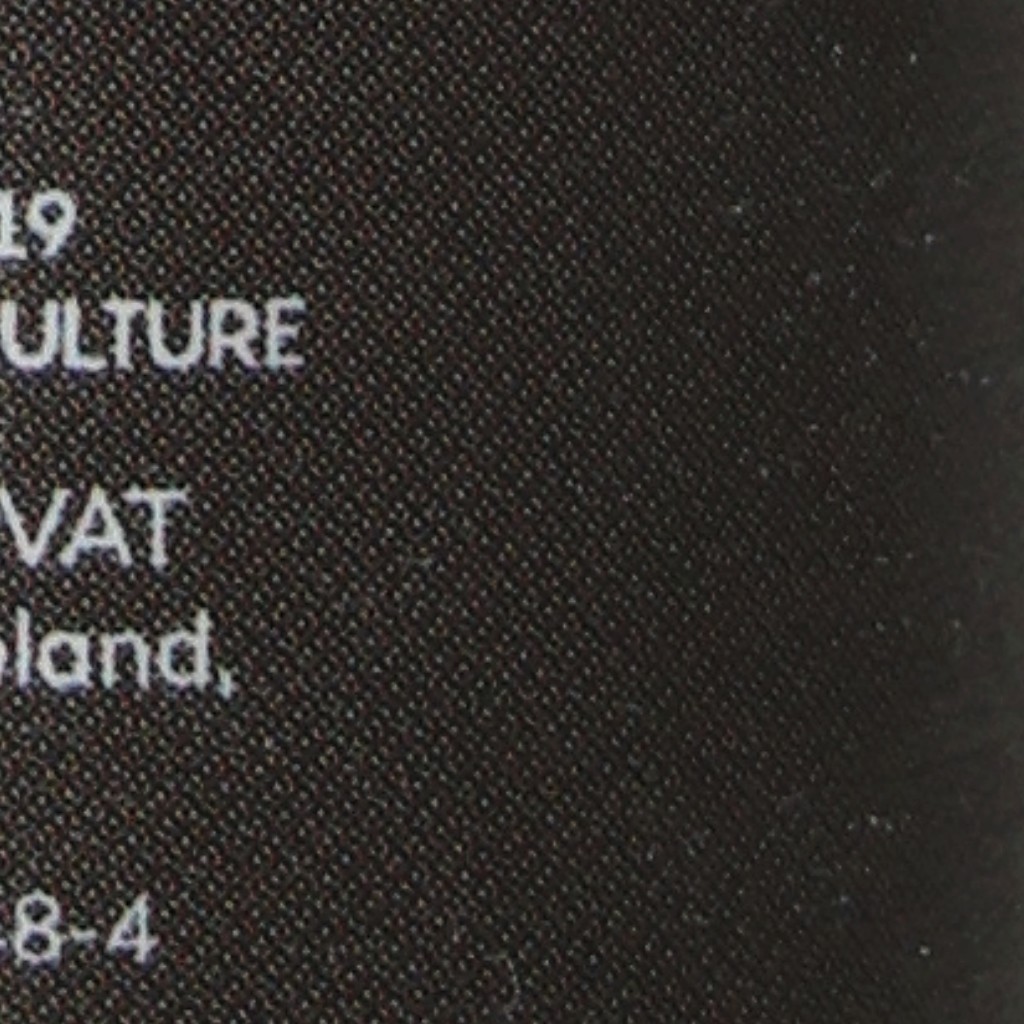 19
ULTURE
VAT
land,
8-4